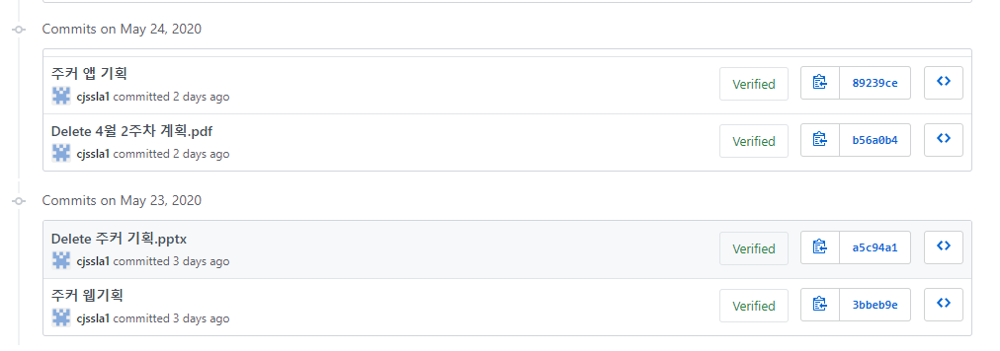 Commits on May 24, 2020
주커 앱 기획
Verified
89239ce
cjssla1 committed 2 days ago
Delete 4월 2주차 계획.pdf
Verified
b56a0b4
cjssla1 committed 2 days ago
Commits on May 23, 2020
Delete 주커 기획.pptx
Verified
a5c94a1
cjssla1 committed 3 days ago
주커 웹기획
Verified
3bbeb9e
cjssla1 committed 3 days ago